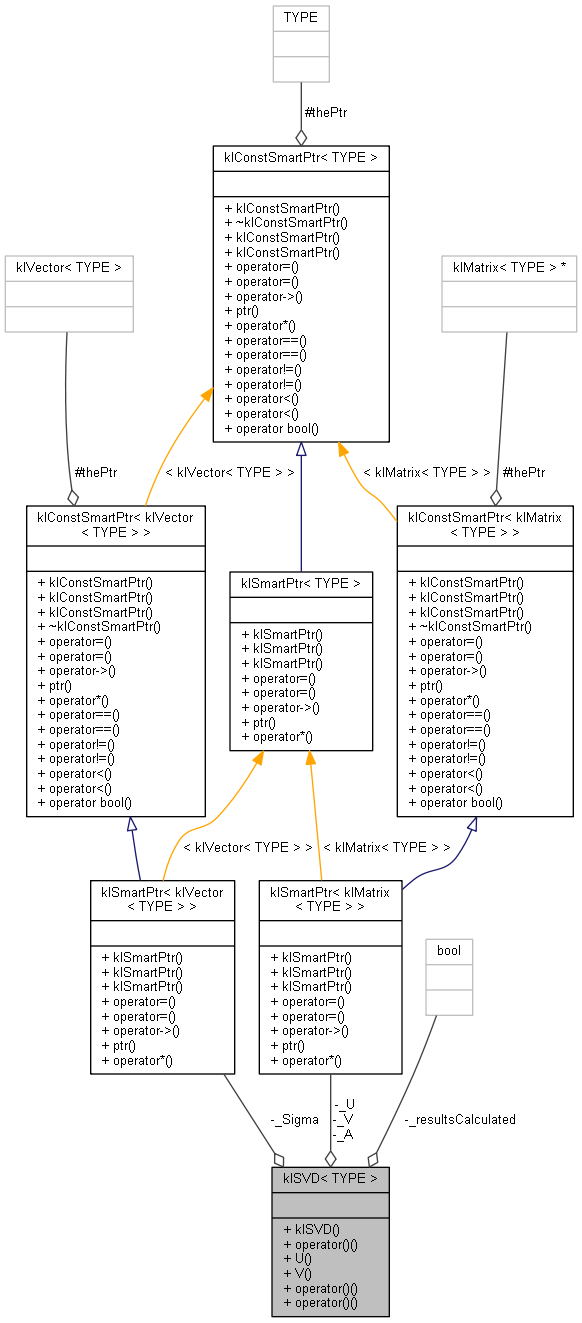 TYPE
#thePtr
klConstSmartPtr< TYPE >
+ klConstSmartPtr()
+ ~klConstSmartPtr()
+ klConstSmartPtr()
+ klConstSmartPtr()
+ operator=()
+ operator=()
+ operator->()
+ ptr()
+ operator*()
+ operator==()
+ operator==()
+ operator!=()
+ operator!=()
+ operator<()
+ operator<()
+ operator bool()
klVector< TYPE >
#thePtr
klMatrix< TYPE > *
#thePtr
< klVector< TYPE > >
< klMatrix< TYPE > >
klConstSmartPtr< klVector
< TYPE > >
+ klConstSmartPtr()
+ klConstSmartPtr()
+ klConstSmartPtr()
+ ~klConstSmartPtr()
+ operator=()
+ operator=()
+ operator->()
+ ptr()
+ operator*()
+ operator==()
+ operator==()
+ operator!=()
+ operator!=()
+ operator<()
+ operator<()
+ operator bool()
klSmartPtr< TYPE >
+ klSmartPtr()
+ klSmartPtr()
+ klSmartPtr()
+ operator=()
+ operator=()
+ operator->()
+ ptr()
+ operator*()
klConstSmartPtr< klMatrix
< TYPE > >
+ klConstSmartPtr()
+ klConstSmartPtr()
+ klConstSmartPtr()
+ ~klConstSmartPtr()
+ operator=()
+ operator=()
+ operator->()
+ ptr()
+ operator*()
+ operator==()
+ operator==()
+ operator!=()
+ operator!=()
+ operator<()
+ operator<()
+ operator bool()
< klVector< TYPE > >
< klMatrix< TYPE > >
klSmartPtr< klVector
< TYPE > >
+ klSmartPtr()
+ klSmartPtr()
+ klSmartPtr()
+ operator=()
+ operator=()
+ operator->()
+ ptr()
+ operator*()
klSmartPtr< klMatrix
< TYPE > >
+ klSmartPtr()
+ klSmartPtr()
+ klSmartPtr()
+ operator=()
+ operator=()
+ operator->()
+ ptr()
+ operator*()
bool
-_Sigma
-_U
-_V
-_A
-_resultsCalculated
klSVD< TYPE >
+ klSVD()
+ operator()()
+ U()
+ V()
+ operator()()
+ operator()()